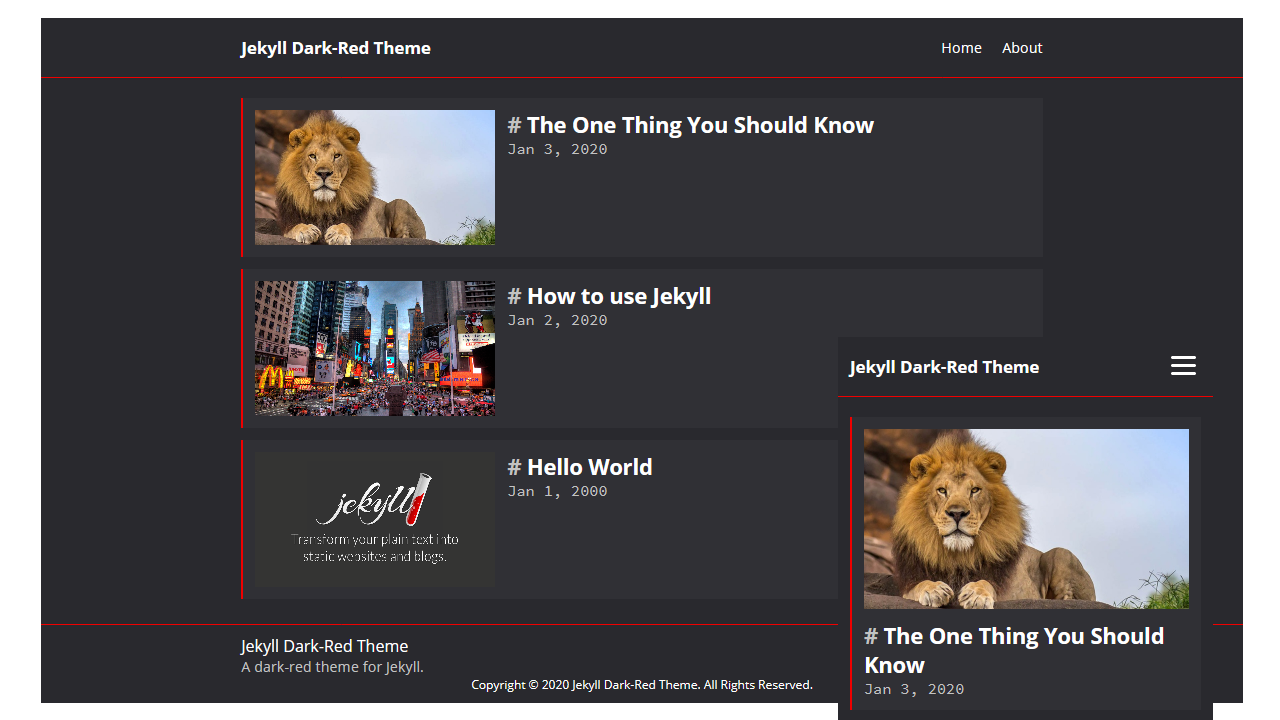 Jekyll Dark-Red Theme
Home About
# The One Thing You Should Know
Jan 3, 2020
# How to use Jekyll
Jan 2, 2020
# Hello World
Jan 1, 2000
jekyll
Transform your plain text into
static websites and blogs.
Jekyll Dark-Red Theme
A dark-red theme for Jekyll.
Copyright © 2020 Jekyll Dark-Red Theme. All Rights Reserved.
Jekyll Dark-Red Theme
# The One Thing You Should
Know
Jan 3, 2020